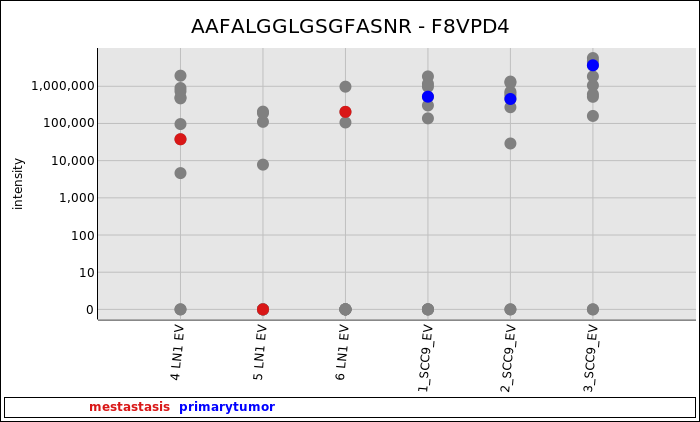 AAFALGGLGSGFASNR - F8VPD4
intensity
1,000,000
100,000
10,000
1,000
100
10
0
4 LN1 EV
5 LN1 EV
6 LN1 EV
1_SCC9_EV
2_SCC9_EV
3_SCC9_EV
mestastasis primarytumor